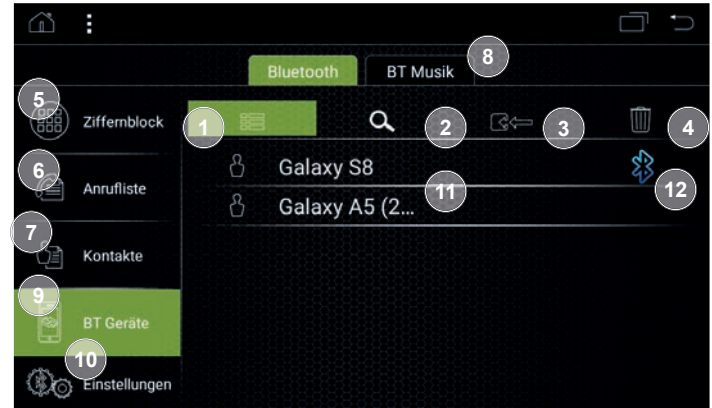 Bluetooth BT Musik 8
5 Ziffernblock 1 2 3 4
6 Anrufliste Galaxy S8
11 12
Galaxy A5 (2...
7 Kontakte
9 BT Geräte
10 Einstellungen